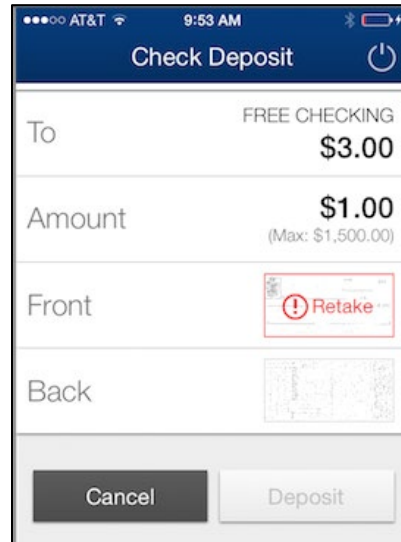 AT&T 9:53 AM
Check Deposit
To FREE CHECKING
$3.00
Amount $1.00
(Max: $1,500.00)
Front Retake
Back
Cancel Deposit